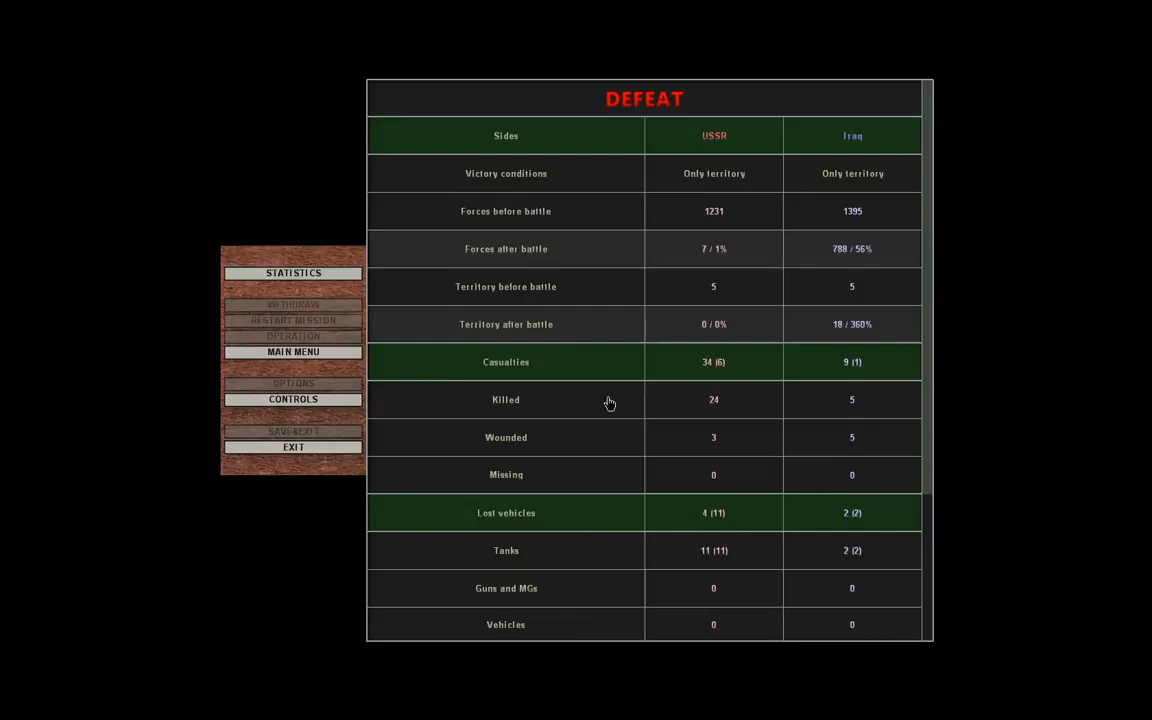 DEFEAT
Sides USSR Iraq
Victory conditions Only territory Only territory
Forces before battle 1231 1395
Forces after battle 7 / 1% 788 / 56%
Territory before battle 5 5
Territory after battle 0 / 0% 18 / 360%
Casualties 34 (6) 9 (1)
Killed 24 5
Wounded 3 5
Missing 0 0
Lost vehicles 4 (11) 2 (2)
Tanks 11 (11) 2 (2)
Guns and MGs 0 0
Vehicles 0 0
STATISTICS
WITHDRAW
RESTART MISSION
OPERATION
MAIN MENU
OPTIONS
CONTROLS
SAVE&EXIT
EXIT